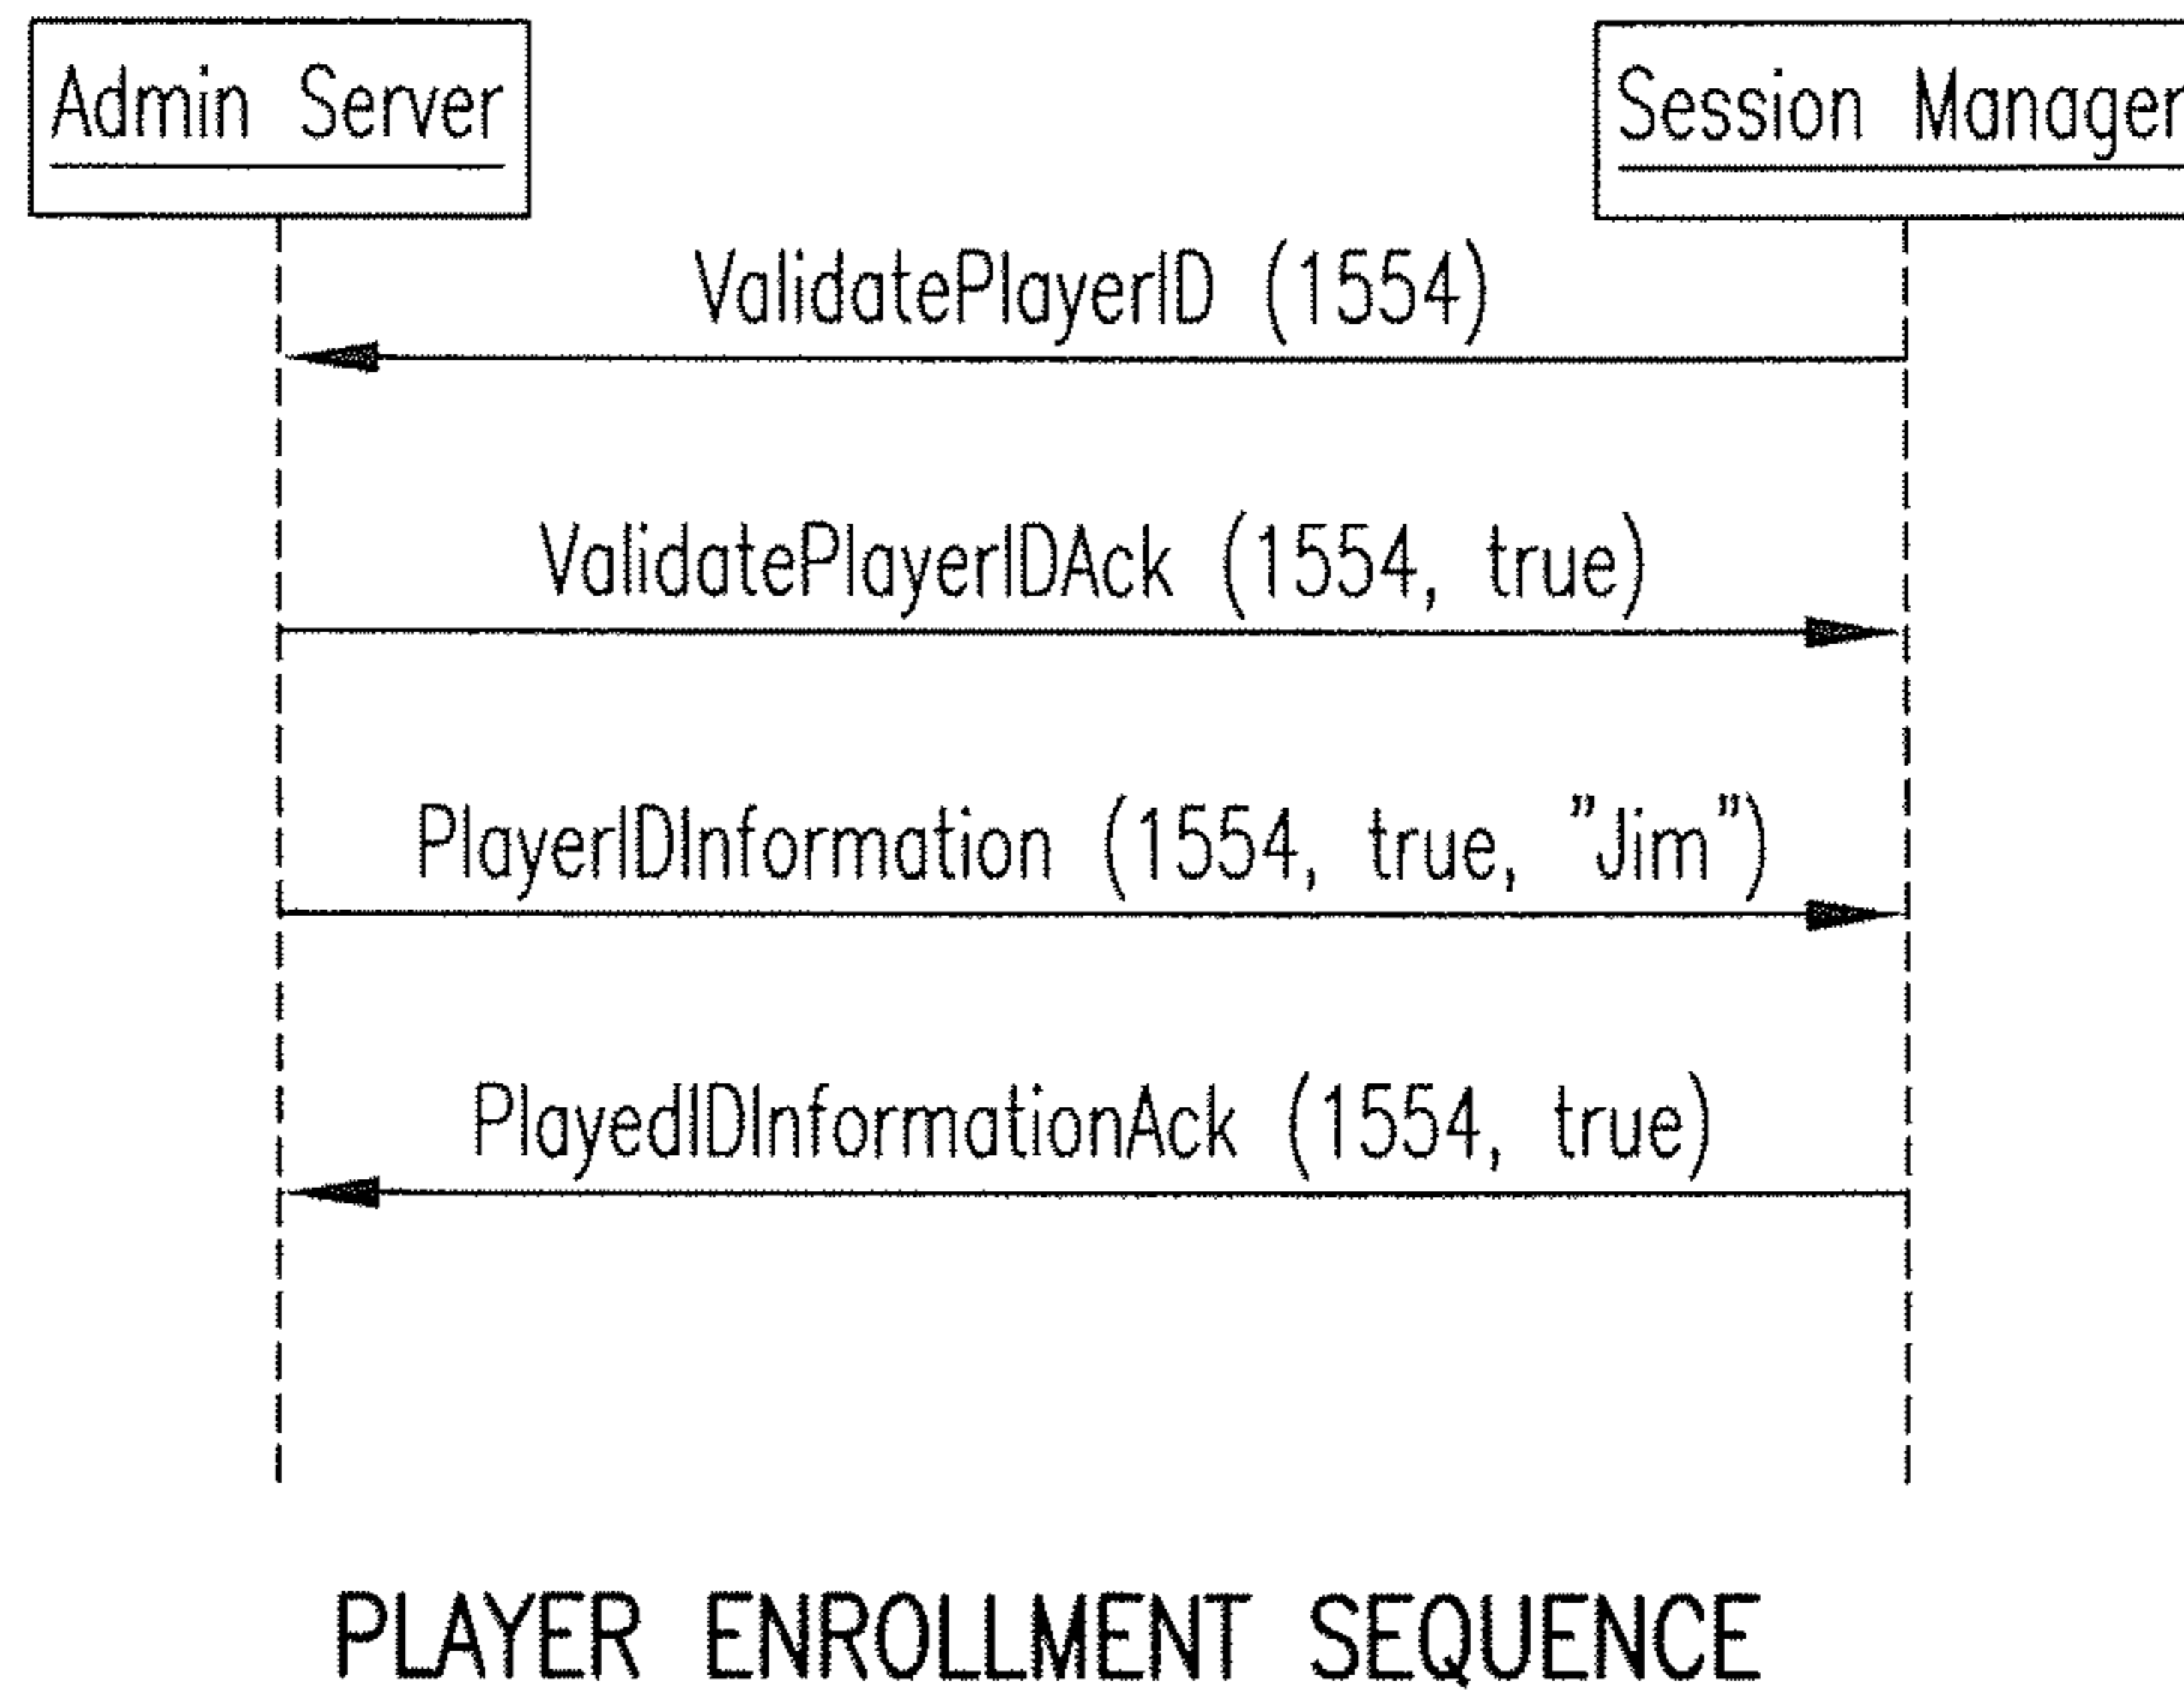 Admin Server
Session Manager
ValidatePlayerID (1554)
ValidatePlayerIDAck (1554, true)
PlayerIDInformation (1554, true, "Jim")
PlayedIDInformationAck (1554, true)
PLAYER ENROLLMENT SEQUENCE